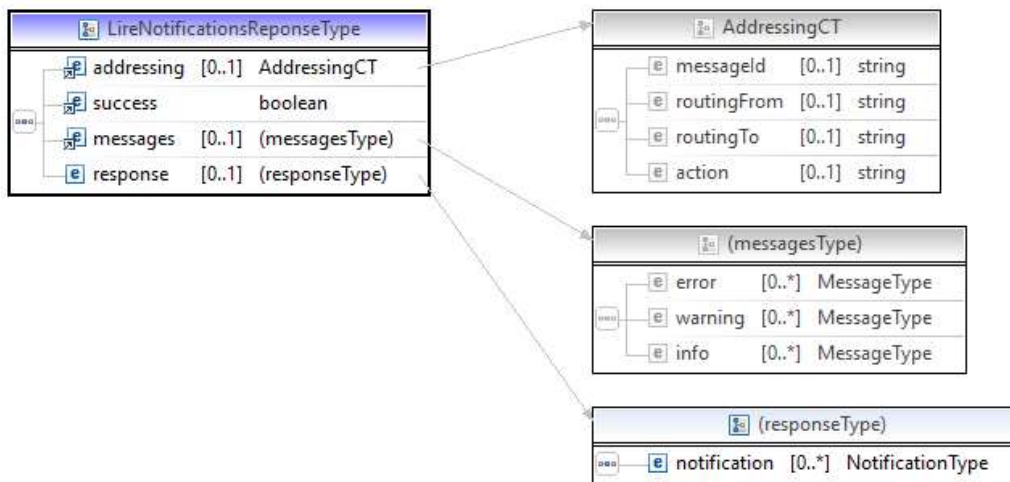 LireNotificationsReponseType
addressing [0..1] AddressingCT
success boolean
messages [0..1] (messagesType)
response [0..1] (responseType)
AddressingCT
messageId [0..1] string
routingFrom [0..1] string
routingTo [0..1] string
action [0..1] string
(messagesType)
error [0..*] MessageType
warning [0..*] MessageType
info [0..*] MessageType
(responseType)
notification [0..*] NotificationType